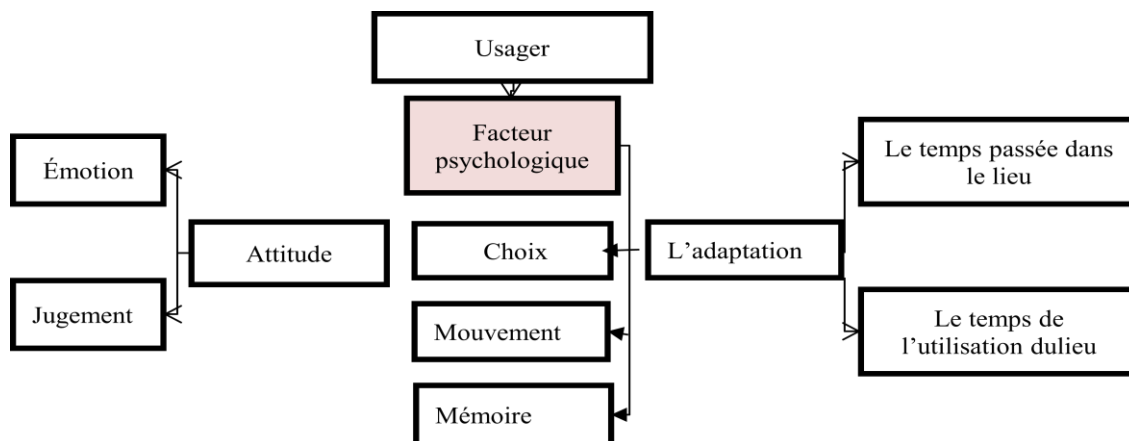 Usager
Facteur
psychologique
Émotion
Le temps passée dans
le lieu
Attitude
Choix
L'adaptation
Jugement
Mouvement
Le temps de
l'utilisation dulieu
Mémoire